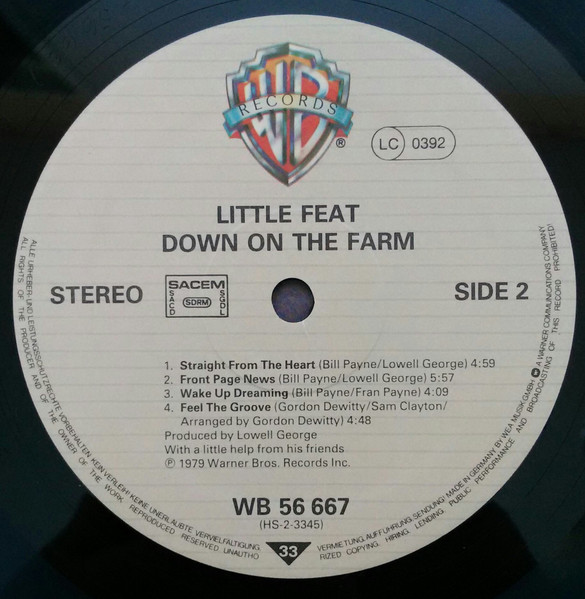 WB
RECORDS
®
LC 0392
LITTLE FEAT
DOWN ON THE FARM
STEREO
SACEM
SACD
SDRM
SGDL
SIDE 2
1. Straight From The Heart (Bill Payne/Lowell George) 4:59
2. Front Page News (Bill Payne/Lowell George) 5:57
3. Wake Up Dreaming (Bill Payne/Fran Payne) 4:09
4. Feel The Groove (Gordon Dewitty/Sam Clayton/
Arranged by Gordon Dewitty) 4:48
Produced by Lowell George
With a little help from his friends
℗ 1979 Warner Bros. Records Inc.
WB 56 667
(HS-2-3345)
33
ALLE URHEBER- UND LEISTUNGSSCHUTZRECHTE VORBEHALTEN. KEIN VERLEIH! KEINE UNERLAUBTE VERVIELFÄLTIGUNG,
VERMIETUNG, AUFFÜHRUNG, SENDUNG! MADE IN GERMANY BY WEA MUSIK GMBH A WARNER COMMUNICATIONS COMPANY
ALL RIGHTS OF THE PRODUCER AND OF THE OWNER OF THE WORK REPRODUCED RESERVED. UNAUTHO
RIZED COPYING, HIRING, LENDING, PUBLIC PERFORMANCE AND BROADCASTING OF THIS RECORD PROHIBITED!